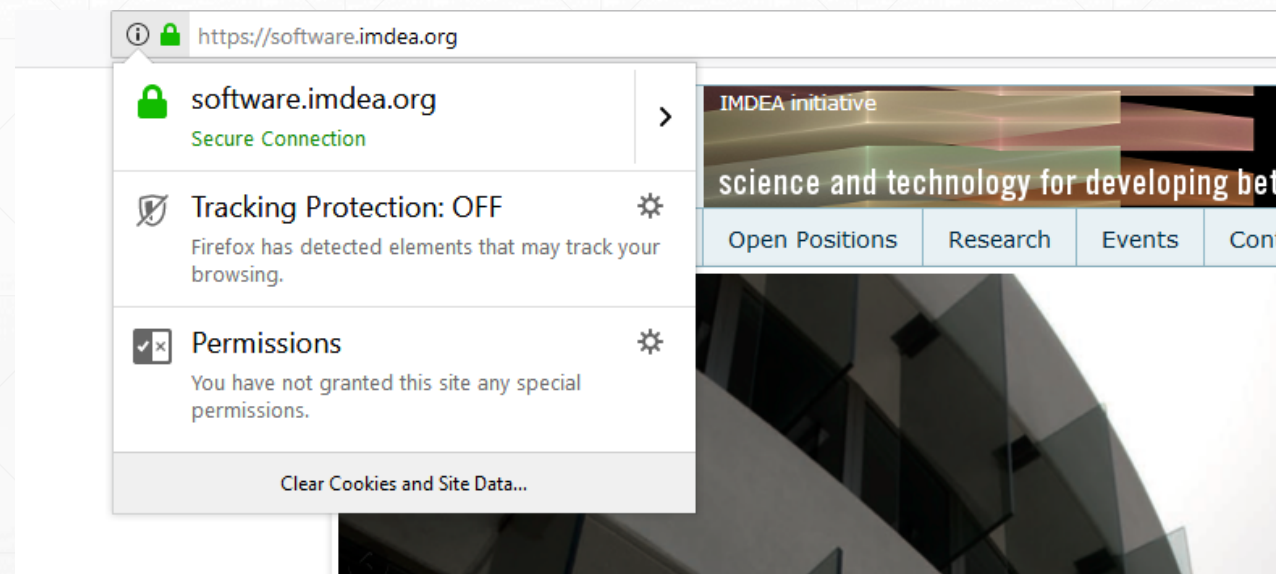 https://software.imdea.org
software.imdea.org
Secure Connection
Tracking Protection: OFF
Firefox has detected elements that may track your
browsing.
Permissions
You have not granted this site any special
permissions.
Clear Cookies and Site Data...
IMDEA initiative
science and technology for developing bet
Open Positions
Research
Events
Con